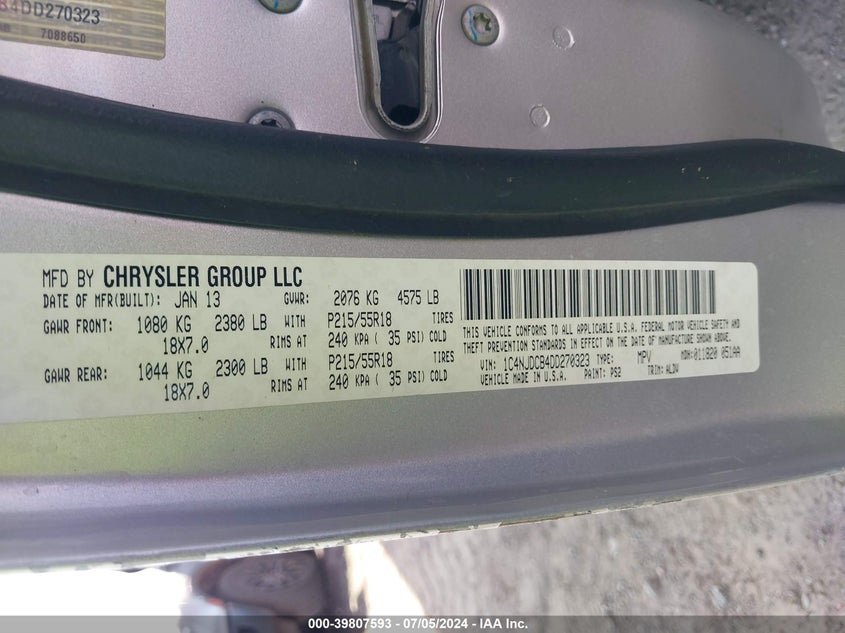 B4DD270323
7088650
MFD BY CHRYSLER GROUP LLC
DATE OF MFR(BUILT): JAN 13 GVWR: 2076 KG 4575 LB
GAWR FRONT: 1080 KG 2380 LB WITH P215/55R18 TIRES
18X7.0 RIMS AT 240 KPA ( 35 PSI) COLD
GAWR REAR: 1044 KG 2300 LB WITH P215/55R18 TIRES
18X7.0 RIMS AT 240 KPA ( 35 PSI) COLD
THIS VEHICLE CONFORMS TO ALL APPLICABLE U.S.A. FEDERAL MOTOR VEHICLE SAFETY AND
THEFT PREVENTION STANDARDS IN EFFECT ON THE DATE OF MANUFACTURE SHOWN ABOVE.
VIN: 1C4NJDCB4DD270323 TYPE: MPV MDH: 011820 051AA
VEHICLE MADE IN U.S.A. PAINT: PS2 TRIM: ALDV
000-39807593 - 07/05/2024 - IAA Inc.